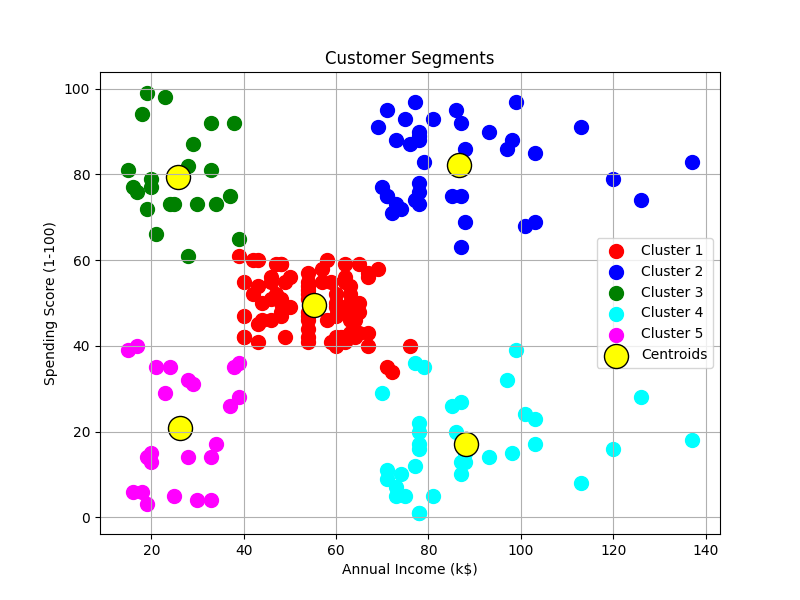 Customer Segments
Spending Score (1-100)
100
80
60
40
20
0
Cluster 1
Cluster 2
Cluster 3
Cluster 4
Cluster 5
Centroids
20 40 60 80 100 120 140
Annual Income (k$)